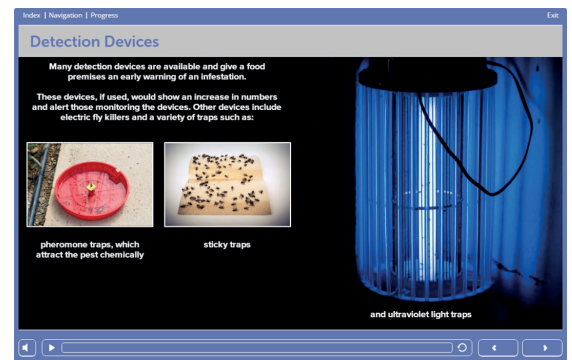 Index | Navigation | Progress
Exit
Detection Devices
Many detection devices are available and give a food
premises an early warning of an infestation.
These devices, if used, would show an increase in numbers
and alert those monitoring the devices. Other devices include
electric fly killers and a variety of traps such as:
pheromone traps, which
attract the pest chemically
sticky traps
and ultraviolet light traps